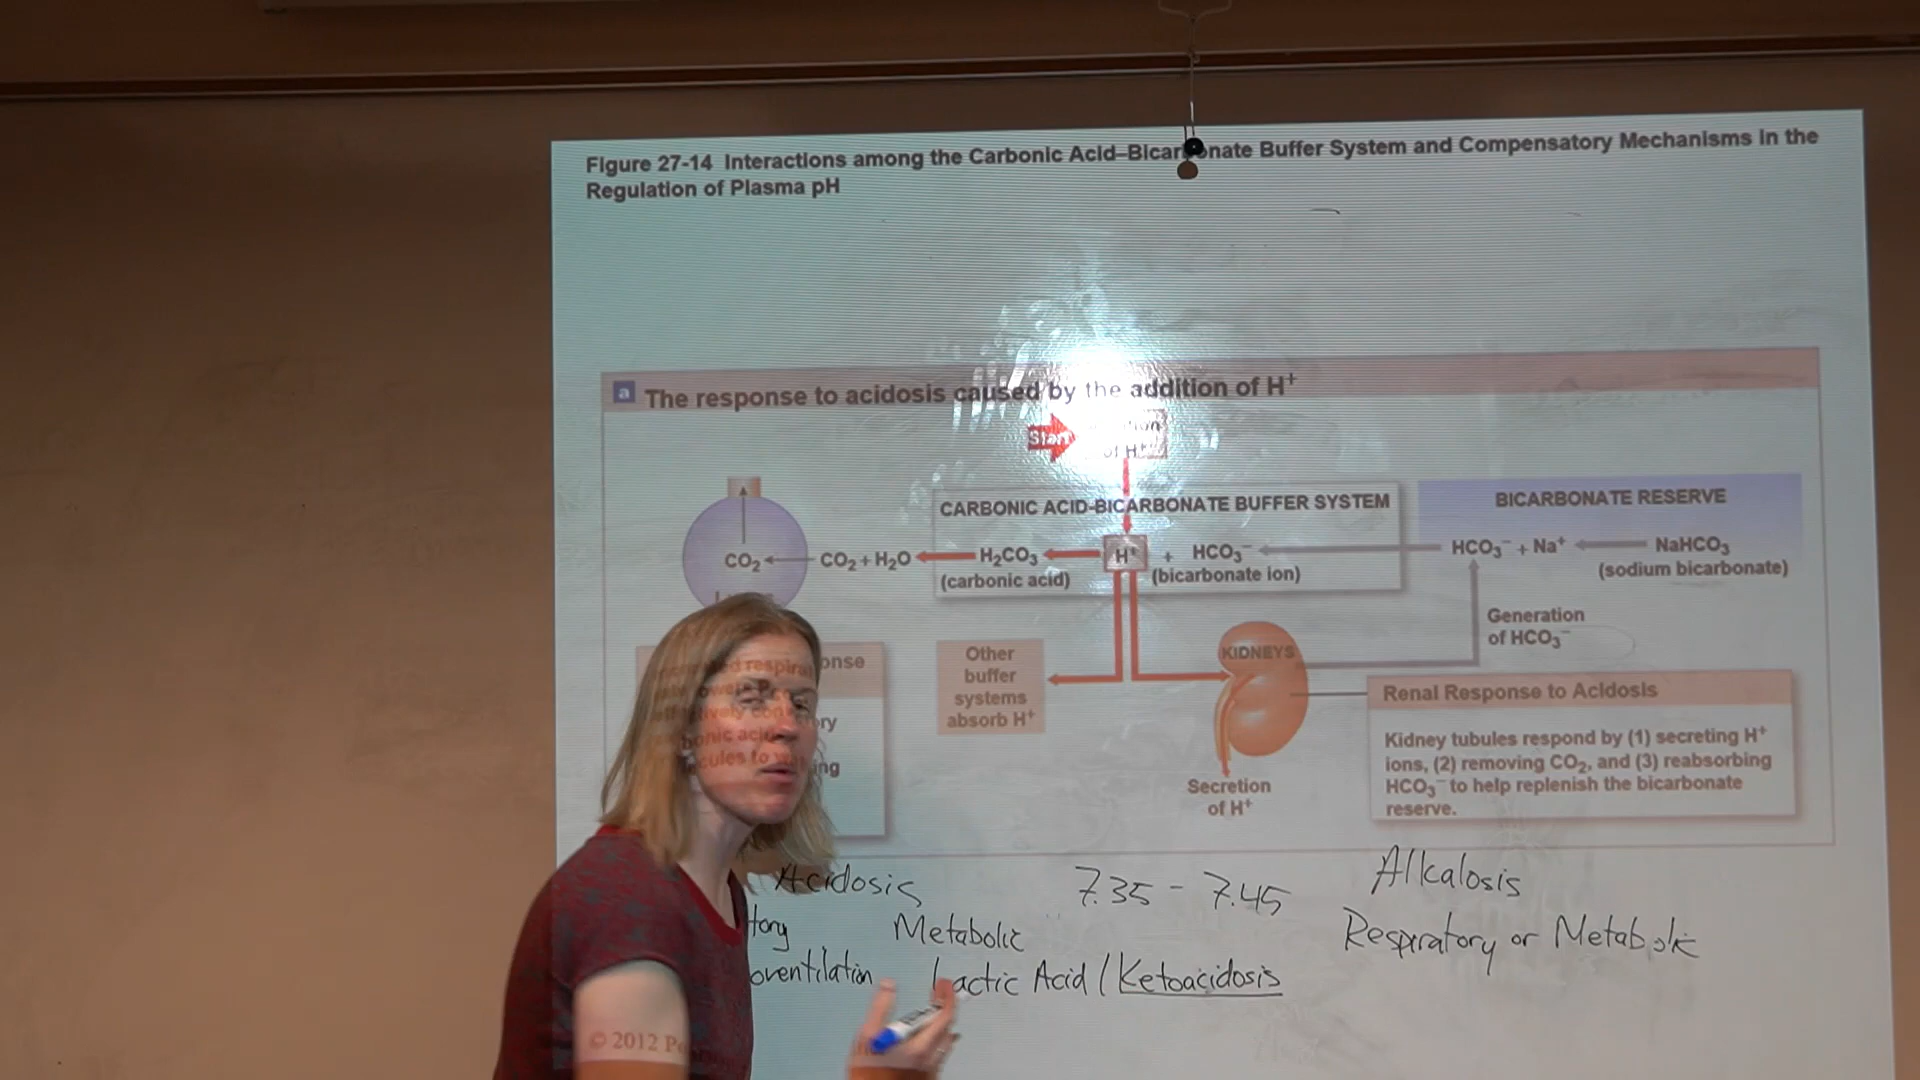 Figure 27-14 Interactions among the Carbonic Acid–Bicarbonate Buffer System and Compensatory Mechanisms in the
Regulation of Plasma pH
a The response to acidosis caused by the addition of H⁺
Start
of H⁺
CARBONIC ACID-BICARBONATE BUFFER SYSTEM
BICARBONATE RESERVE
CO₂
CO₂ + H₂O
H₂CO₃
(carbonic acid)
H⁺
+ HCO₃⁻
(bicarbonate ion)
HCO₃⁻ + Na⁺
NaHCO₃
(sodium bicarbonate)
Generation
of HCO₃⁻
Other
buffer
systems
absorb H⁺
KIDNEYS
Secretion
of H⁺
Renal Response to Acidosis
Kidney tubules respond by (1) secreting H⁺
ions, (2) removing CO₂, and (3) reabsorbing
HCO₃⁻ to help replenish the bicarbonate
reserve.
Acidosis 7.35 - 7.45 Alkalosis
Metabolic Respiratory or Metabolic
Lactic Acid / Ketoacidosis
© 2012